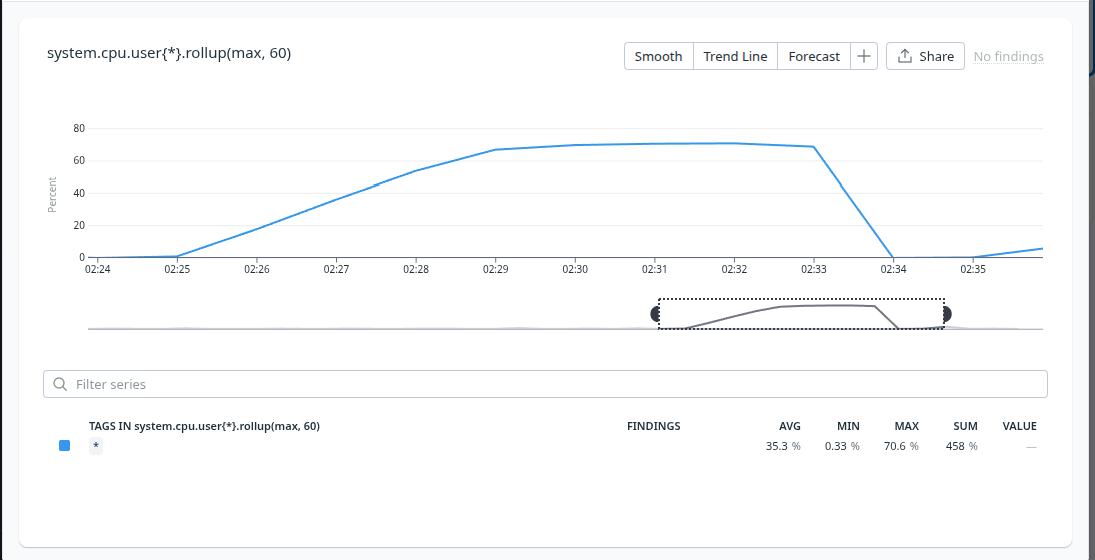 system.cpu.user{*}.rollup(max, 60)
Smooth Trend Line Forecast + Share No findings
80
60
40
20
0
Percent
02:24 02:25 02:26 02:27 02:28 02:29 02:30 02:31 02:32 02:33 02:34 02:35
Filter series
TAGS IN system.cpu.user{*}.rollup(max, 60) FINDINGS AVG MIN MAX SUM VALUE
* 35.3 % 0.33 % 70.6 % 458 % —